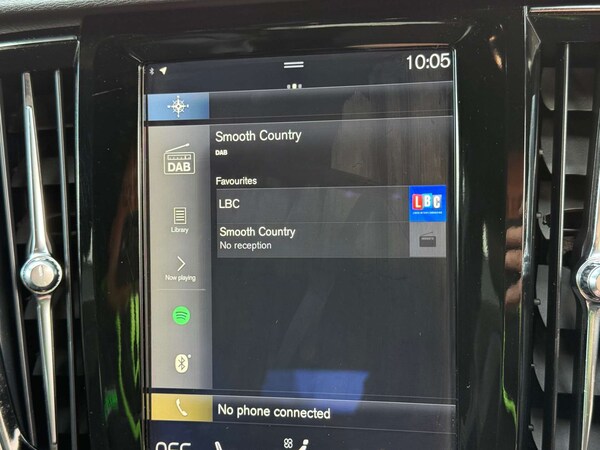 10:05
Smooth Country
DAB
DAB
Favourites
LBC
LBC
Library
Smooth Country
No reception
Now playing
No phone connected